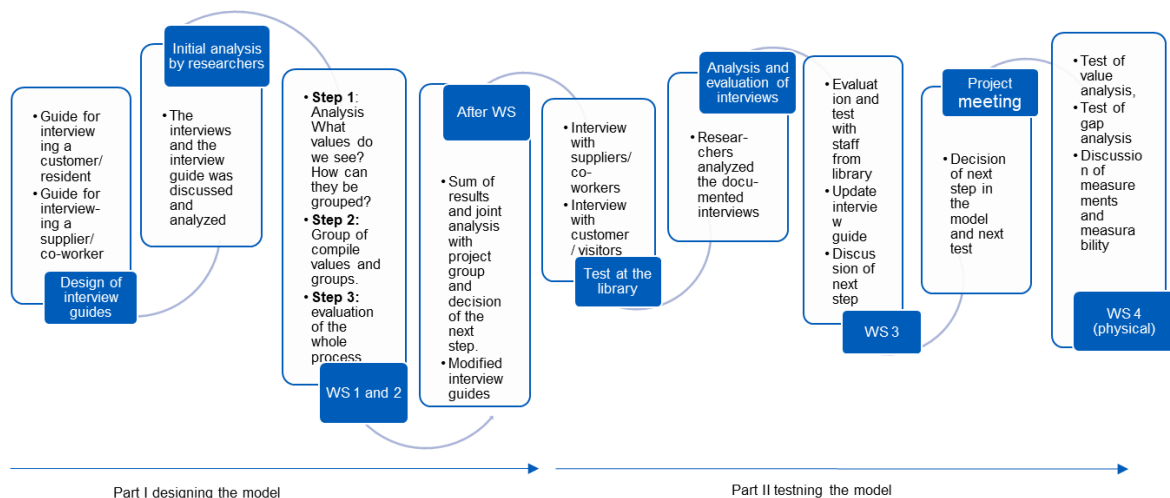 • Guide for
interview
ing a
customer/
resident
• Guide for
interview-
ing a
supplier/
co-worker
Design of
interview
guides
Initial analysis
by researchers
• The
interviews
and the
interview
guide was
discussed
and
analyzed
• Step 1:
Analysis
What
values do
we see?
How can
they be
grouped?
• Step 2:
Group of
compile
values and
groups.
• Step 3:
evaluation
of the
whole
process
WS 1 and 2
After WS
• Sum of
results and
joint
analysis
with
project
group and
decision of
the next
step.
• Modified
interview
guides
• Interview
with
suppliers/
co-
workers
• Interview
with
customer
/ visitors
Test at the
library
Analysis and
evaluation of
interviews
• Resear-
chers
analyzed
the docu-
mented
interviews
• Evaluat
ion and
test
with
staff
from
library
• Update
intervie
w
guide
• Discus
sion of
next
step
WS 3
Project
meeting
• Decision
of next
step in
the
model
and next
test
• Test of
value
analysis,
• Test of
gap
analysis
• Discussio
n of
measure
ments
and
measura
bility
WS 4
(physical)
Part I designing the model
Part II testning the model